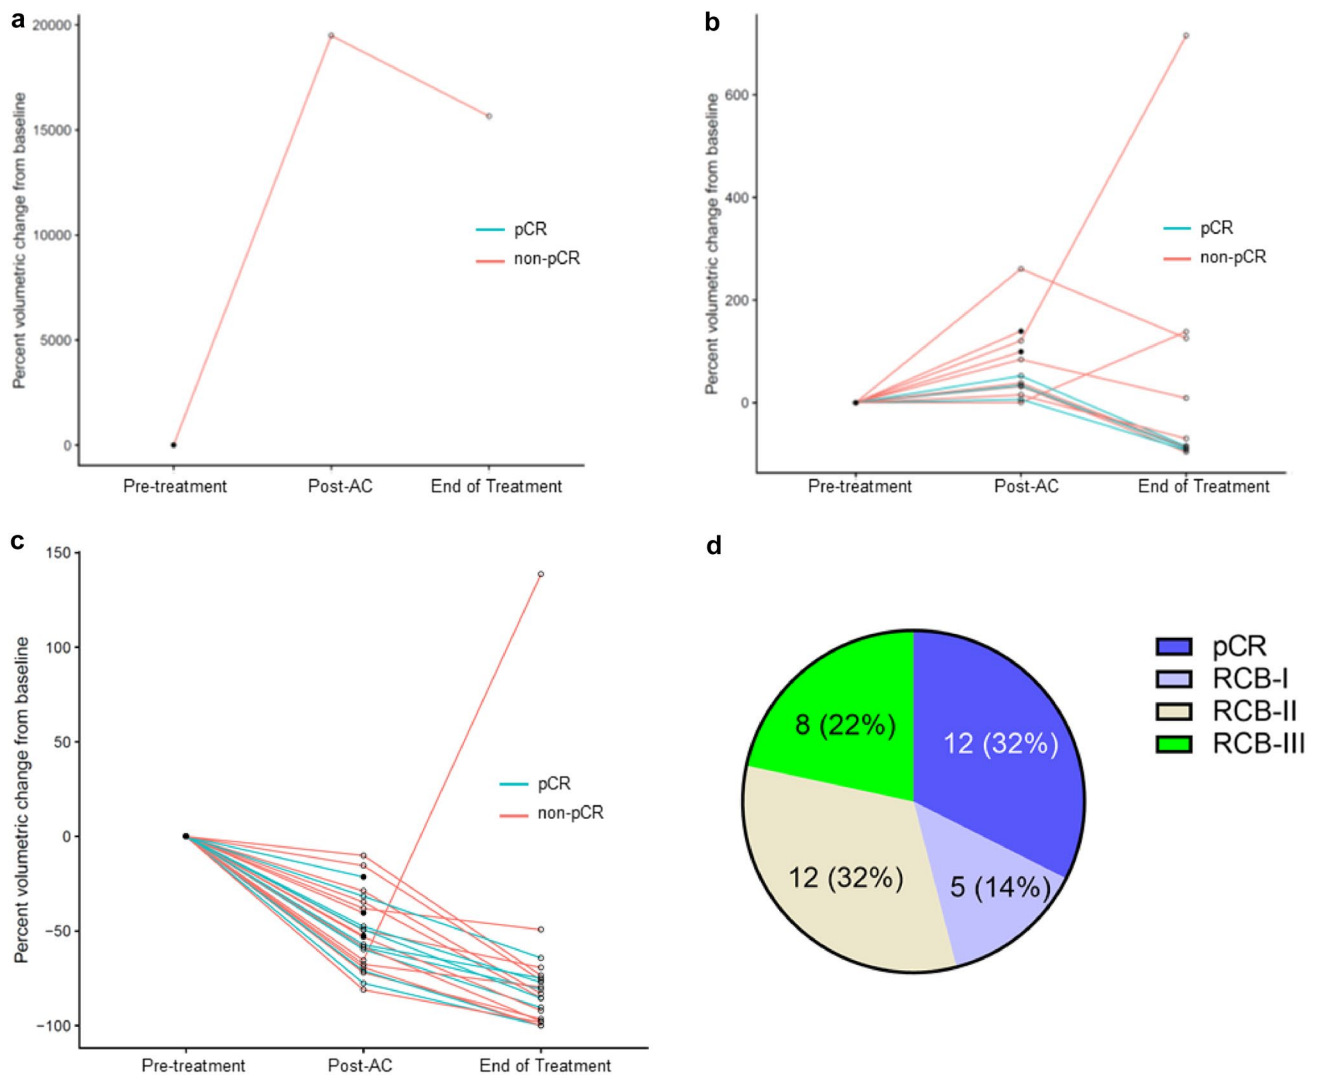 a
Percent volumetric change from baseline
20000
15000
10000
5000
0
pCR
non-pCR
Pre-treatment Post-AC End of Treatment
b
Percent volumetric change from baseline
600
400
200
0
pCR
non-pCR
Pre-treatment Post-AC End of Treatment
c
Percent volumetric change from baseline
150
100
50
0
−50
−100
pCR
non-pCR
Pre-treatment Post-AC End of Treatment
d
8 (22%)
12 (32%)
12 (32%)
5 (14%)
pCR
RCB-I
RCB-II
RCB-III